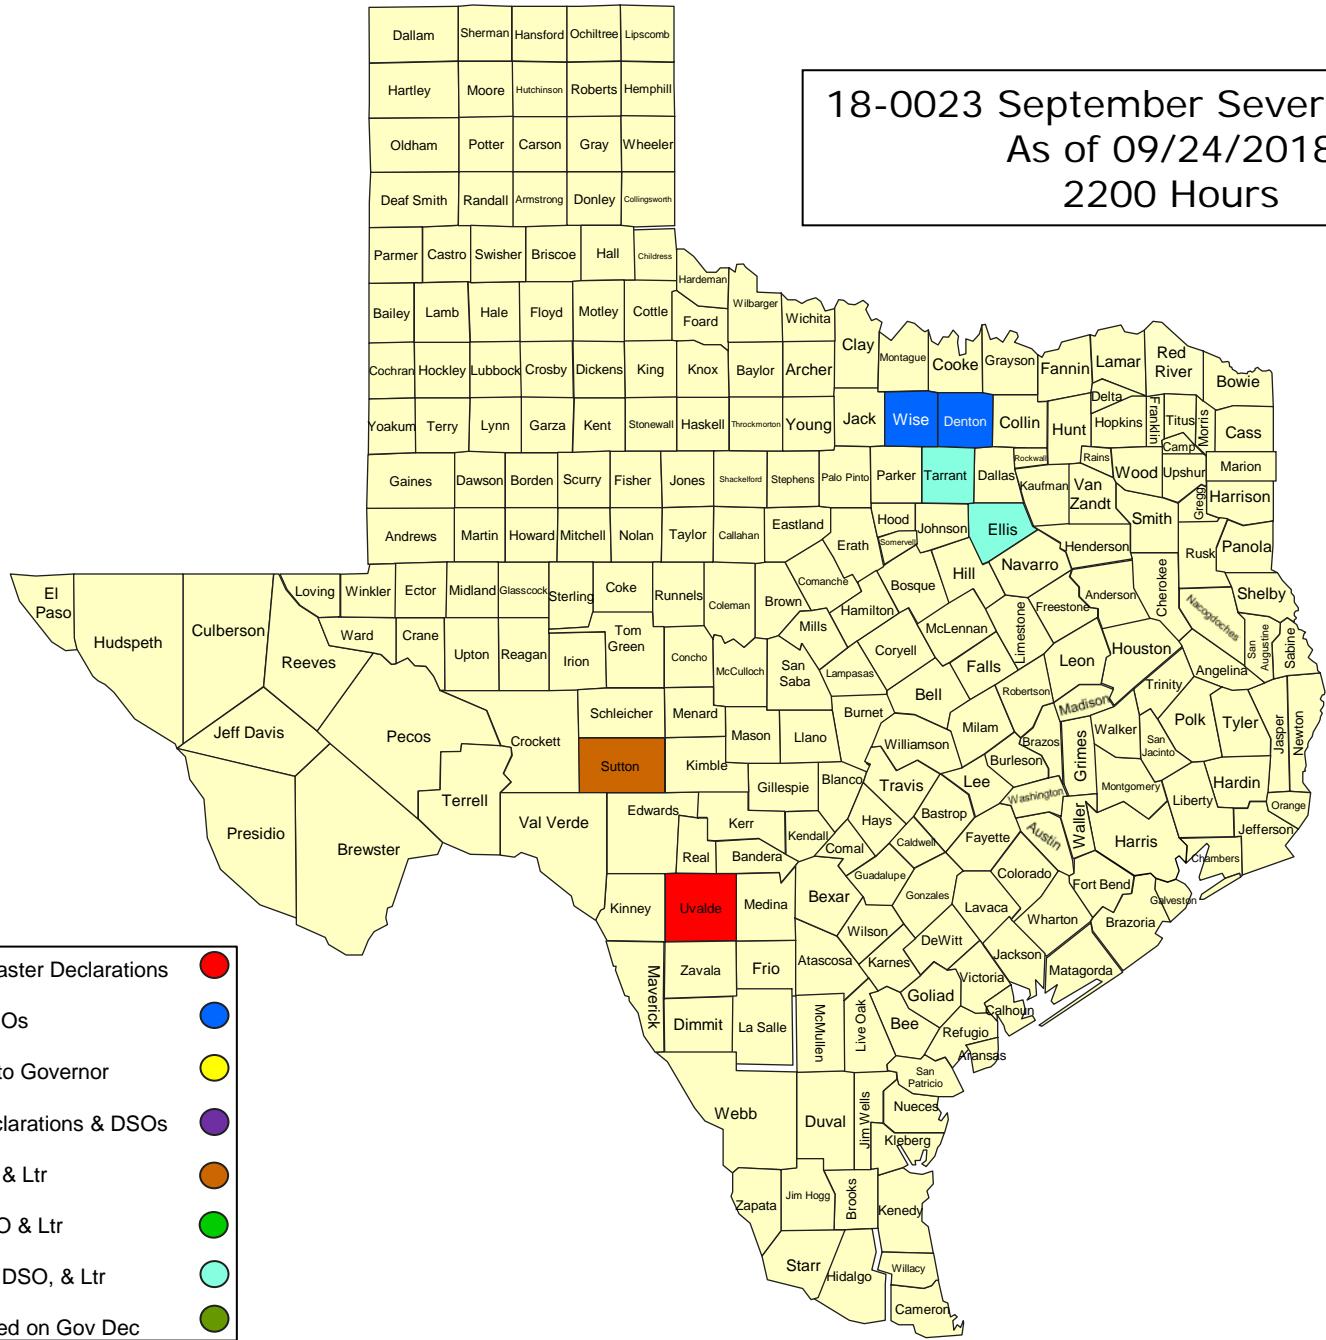 18-0023 September Sever
As of 09/24/2018
2200 Hours
Dallam Sherman Hansford Ochiltree Lipscomb
Hartley Moore Hutchinson Roberts Hemphill
Oldham Potter Carson Gray Wheeler
Deaf Smith Randall Armstrong Donley Collingsworth
Parmer Castro Swisher Briscoe Hall Childress
Hardeman
Bailey Lamb Hale Floyd Motley Cottle Foard Wilbarger Wichita
Clay Montague Cooke Grayson Fannin Lamar Red
River
Bowie
Cochran Hockley Lubbock Crosby Dickens King Knox Baylor Archer
Yoakum Terry Lynn Garza Kent Stonewall Haskell Throckmorton Young Jack Wise Denton Collin Hunt Delta Hopkins Franklin Titus Morris Cass
Camp
Gaines Dawson Borden Scurry Fisher Jones Shackelford Stephens Palo Pinto Parker Tarrant Dallas Rockwall Kaufman Rains Van
Zandt
Wood Upshur Marion
Gregg Harrison
Andrews Martin Howard Mitchell Nolan Taylor Callahan Eastland Erath Hood Somervell Johnson Ellis Henderson Smith Rusk Panola
El
Paso
Hudspeth Culberson Loving Winkler Ector Midland Glasscock Sterling Coke Runnels Coleman Brown Comanche Hamilton Bosque Hill Navarro Freestone Anderson Cherokee Nacogdoches Shelby
Reeves Ward Crane Upton Reagan Irion Tom
Green
Concho McCulloch San
Saba
Mills Lampasas Coryell McLennan Limestone Falls Leon Houston Angelina San
Augustine
Sabine
Jeff Davis Pecos Crockett Schleicher Menard Mason Llano Burnet Bell Milam Robertson Madison Trinity
Walker San
Jacinto
Polk Tyler Jasper Newton
Presidio Brewster Terrell Val Verde Sutton Kimble Gillespie Blanco Williamson Travis Lee Burleson Brazos Grimes Montgomery Liberty Hardin Orange
Edwards Kerr Kendall Hays Comal Caldwell Bastrop Fayette Washington Austin Waller Harris Jefferson Chambers
Real Bandera Guadalupe Gonzales Colorado Fort Bend Galveston
Kinney Uvalde Medina Bexar Wilson Lavaca Wharton Brazoria
Maverick Zavala Frio Atascosa Karnes DeWitt Jackson Matagorda
Victoria Goliad Calhoun
Dimmit La Salle McMullen Live Oak Bee Refugio Aransas
San
Patricio
Webb Duval Jim Wells Nueces
Kleberg
Zapata Jim Hogg Brooks Kenedy
Starr Hidalgo Willacy
Cameron
aster Declarations
Os
to Governor
clarations & DSOs
& Ltr
O & Ltr
DSO, & Ltr
ed on Gov Dec